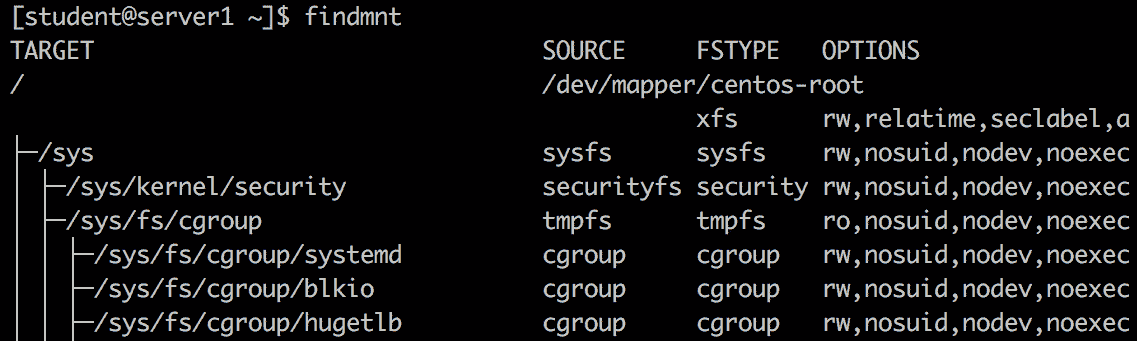 [student@server1 ~]$ findmnt
TARGET SOURCE FSTYPE OPTIONS
/ /dev/mapper/centos-root
xfs rw,relatime,seclabel,a
├─/sys sysfs sysfs rw,nosuid,nodev,noexec
│ ├─/sys/kernel/security securityfs security rw,nosuid,nodev,noexec
│ ├─/sys/fs/cgroup tmpfs tmpfs ro,nosuid,nodev,noexec
│ │ ├─/sys/fs/cgroup/systemd cgroup cgroup rw,nosuid,nodev,noexec
│ │ ├─/sys/fs/cgroup/blkio cgroup cgroup rw,nosuid,nodev,noexec
│ │ ├─/sys/fs/cgroup/hugetlb cgroup cgroup rw,nosuid,nodev,noexec